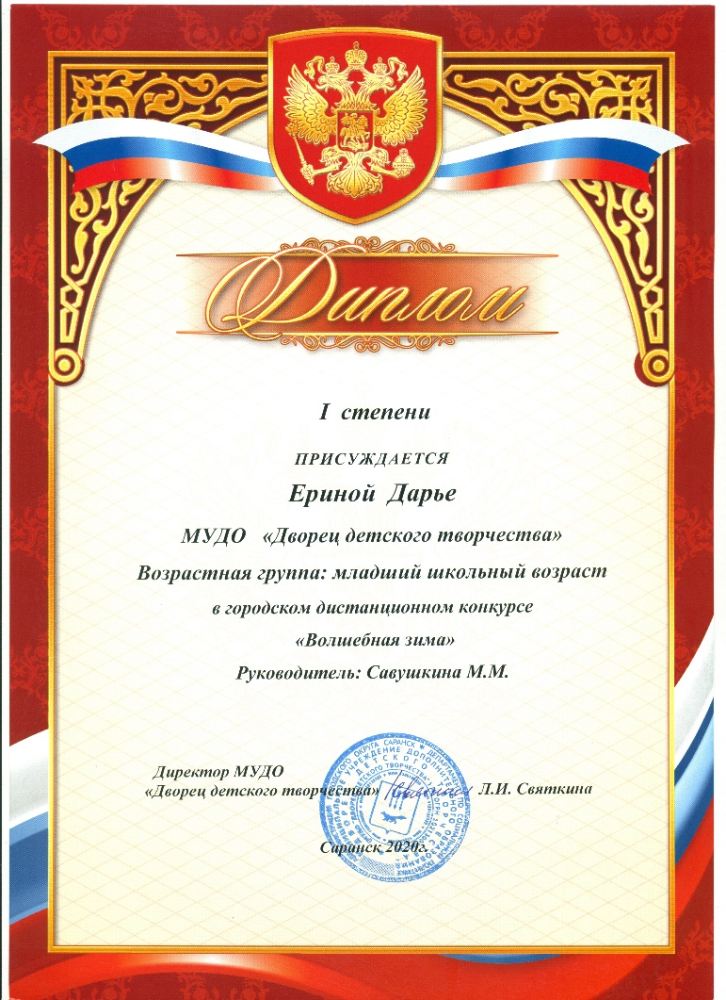 Диплом
I степени
ПРИСУЖДАЕТСЯ
Ериной Дарье
МУДО «Дворец детского творчества»
Возрастная группа: младший школьный возраст
в городском дистанционном конкурсе
«Волшебная зима»
Руководитель: Савушкина М.М.
Директор МУДО
«Дворец детского творчества» Л.И. Святкина
Саранск 2020г.